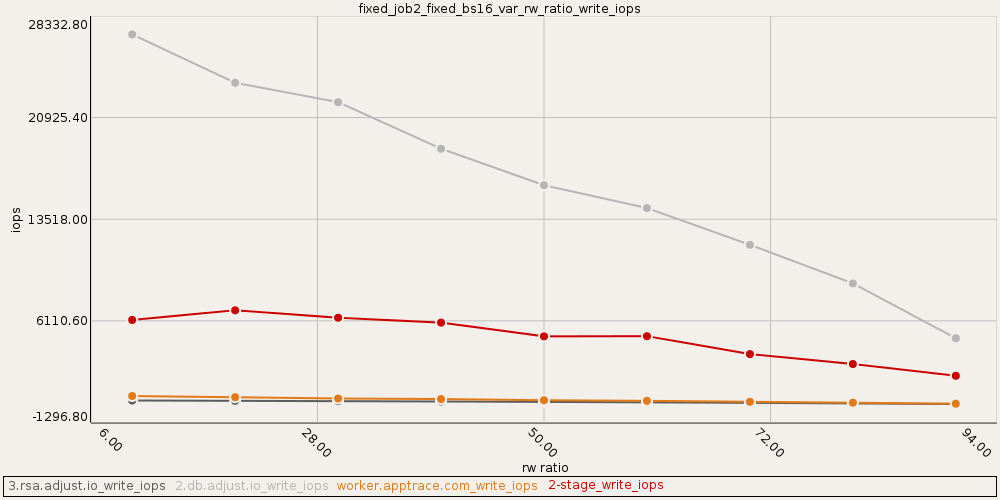 fixed_job2_fixed_bs16_var_rw_ratio_write_iops
28332.80
20925.40
13518.00
iops
6110.60
-1296.80
6.00 28.00 50.00 72.00 94.00
rw ratio
3.rsa.adjust.io_write_iops 2.db.adjust.io_write_iops worker.apptrace.com_write_iops 2-stage_write_iops